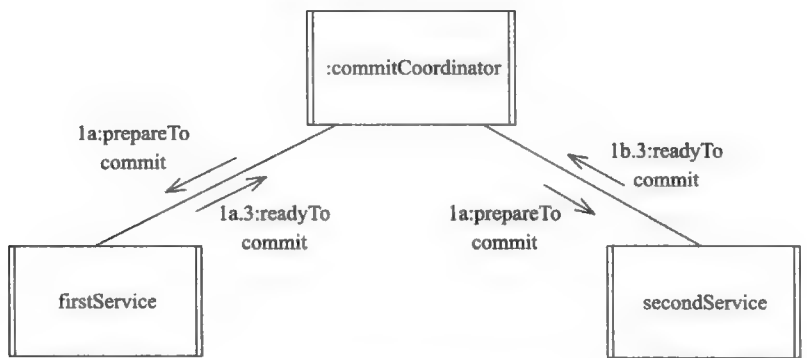 :commitCoordinator
1a:prepareTo
commit
1b.3:readyTo
commit
1a.3:readyTo
commit
1a:prepareTo
commit
firstService
secondService